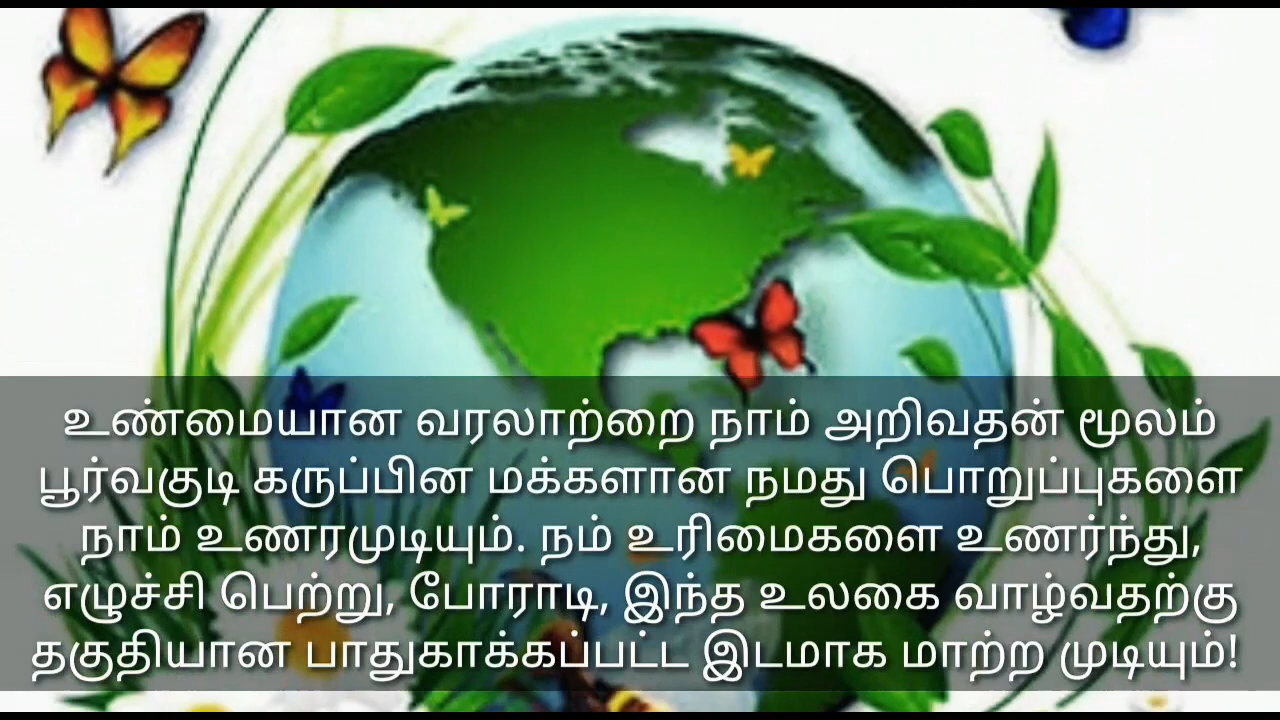 உண்மையான வரலாற்றை நாம் அறிவதன் மூலம்
பூர்வகுடி கருப்பின மக்களான நமது பொறுப்புகளை
நாம் உணரமுடியும். நம் உரிமைகளை உணர்ந்து,
எழுச்சி பெற்று, போராடி, இந்த உலகை வாழ்வதற்கு
தகுதியான பாதுகாக்கப்பட்ட இடமாக மாற்ற முடியும்!